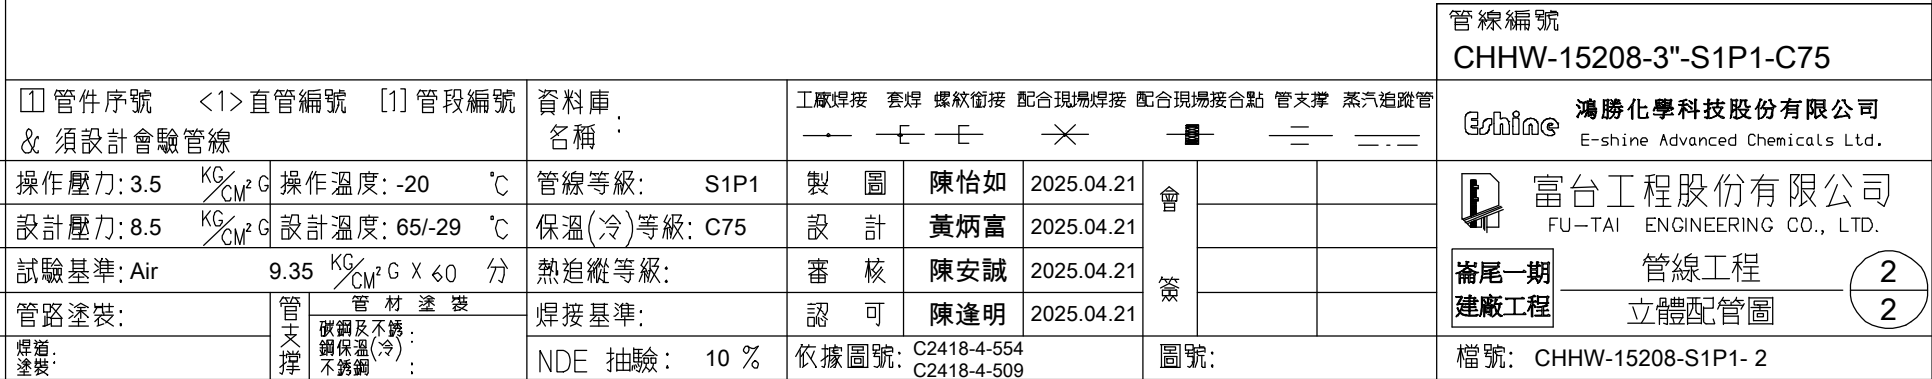 管線編號
CHHW-15208-3"-S1P1-C75
1 管件序號 <1>直管編號 [1] 管段編號
& 須設計會驗管線
資料庫
名稱 :
工廠焊接 套焊 螺紋銜接 配合現場焊接 配合現場接合點 管支撐 蒸汽追蹤管
Eshine 鴻勝化學科技股份有限公司
E-shine Advanced Chemicals Ltd.
操作壓力: 3.5 KG/CM² G 操作溫度: -20 °C 管線等級: S1P1 製圖 陳怡如 2025.04.21
設計壓力: 8.5 KG/CM² G 設計溫度: 65/-29 °C 保溫(冷)等級: C75 設計 黃炳富 2025.04.21
試驗基準: Air 9.35 KG/CM² G X 60 分 熱追縱等級: 審核 陳安誠 2025.04.21
管路塗裝: 焊接基準: 認可 陳逢明 2025.04.21
會簽
富台工程股份有限公司
FU-TAI ENGINEERING CO., LTD.
崙尾一期
建廠工程
管線工程
立體配管圖
2
2
焊道:
塗裝:
管支撐
管材塗裝
碳鋼及不銹 :
鋼保溫(冷)
不銹鋼 :
NDE 抽驗: 10 %
依據圖號: C2418-4-554
C2418-4-509
圖號:
檔號: CHHW-15208-S1P1- 2